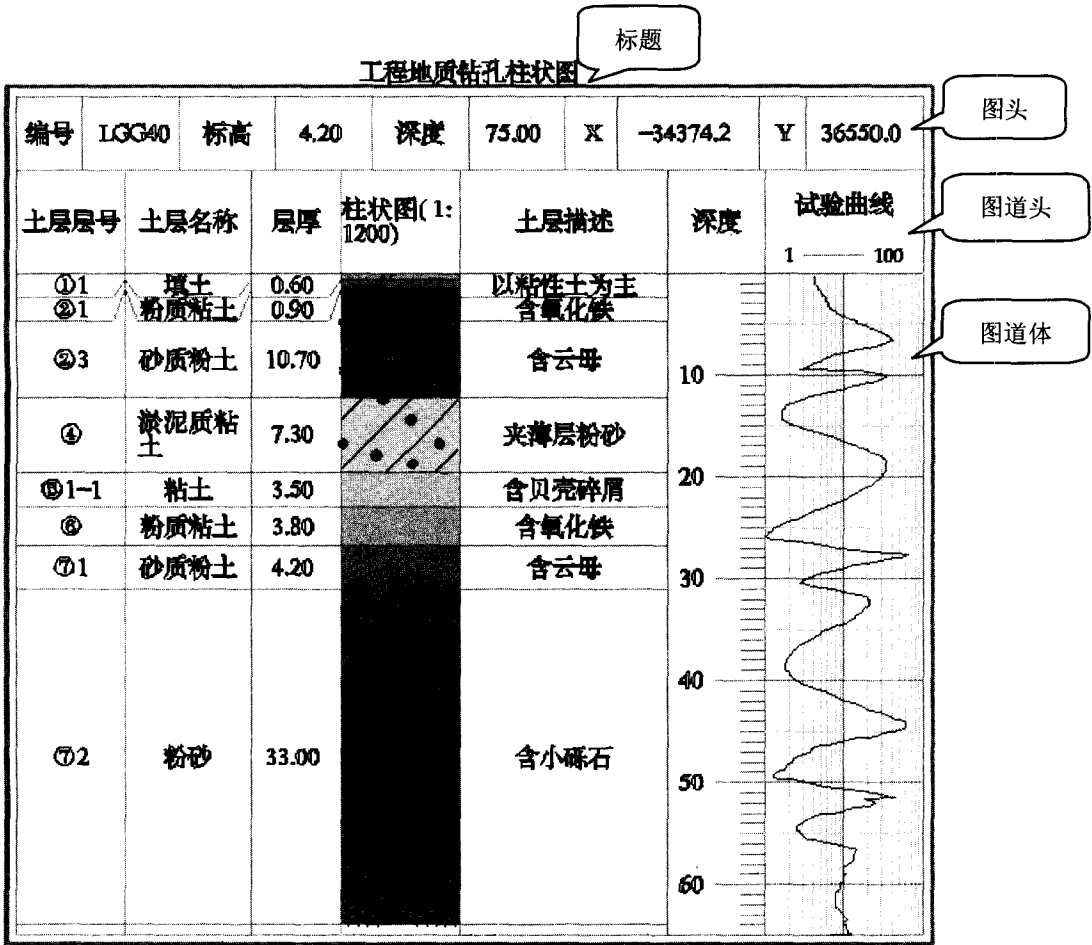 标题
工程地质钻孔柱状图
图头
编号 LGG40 标高 4.20 深度 75.00 X -34374.2 Y 36550.0
图道头
土层层号 土层名称 层厚 柱状图(1: 土层描述 深度 试验曲线
1200)
1 100
①1 填土 0.60 以粘性土为主
②1 粉质粘土 0.90 含氧化铁
图道体
②3 砂质粉土 10.70 含云母
10
④ 淤泥质粘 7.30 夹薄层粉砂
土
20
⑤1-1 粘土 3.50 含贝壳碎屑
⑥ 粉质粘土 3.80 含氧化铁
⑦1 砂质粉土 4.20 含云母
30
40
⑦2 粉砂 33.00 含小砾石
50
60